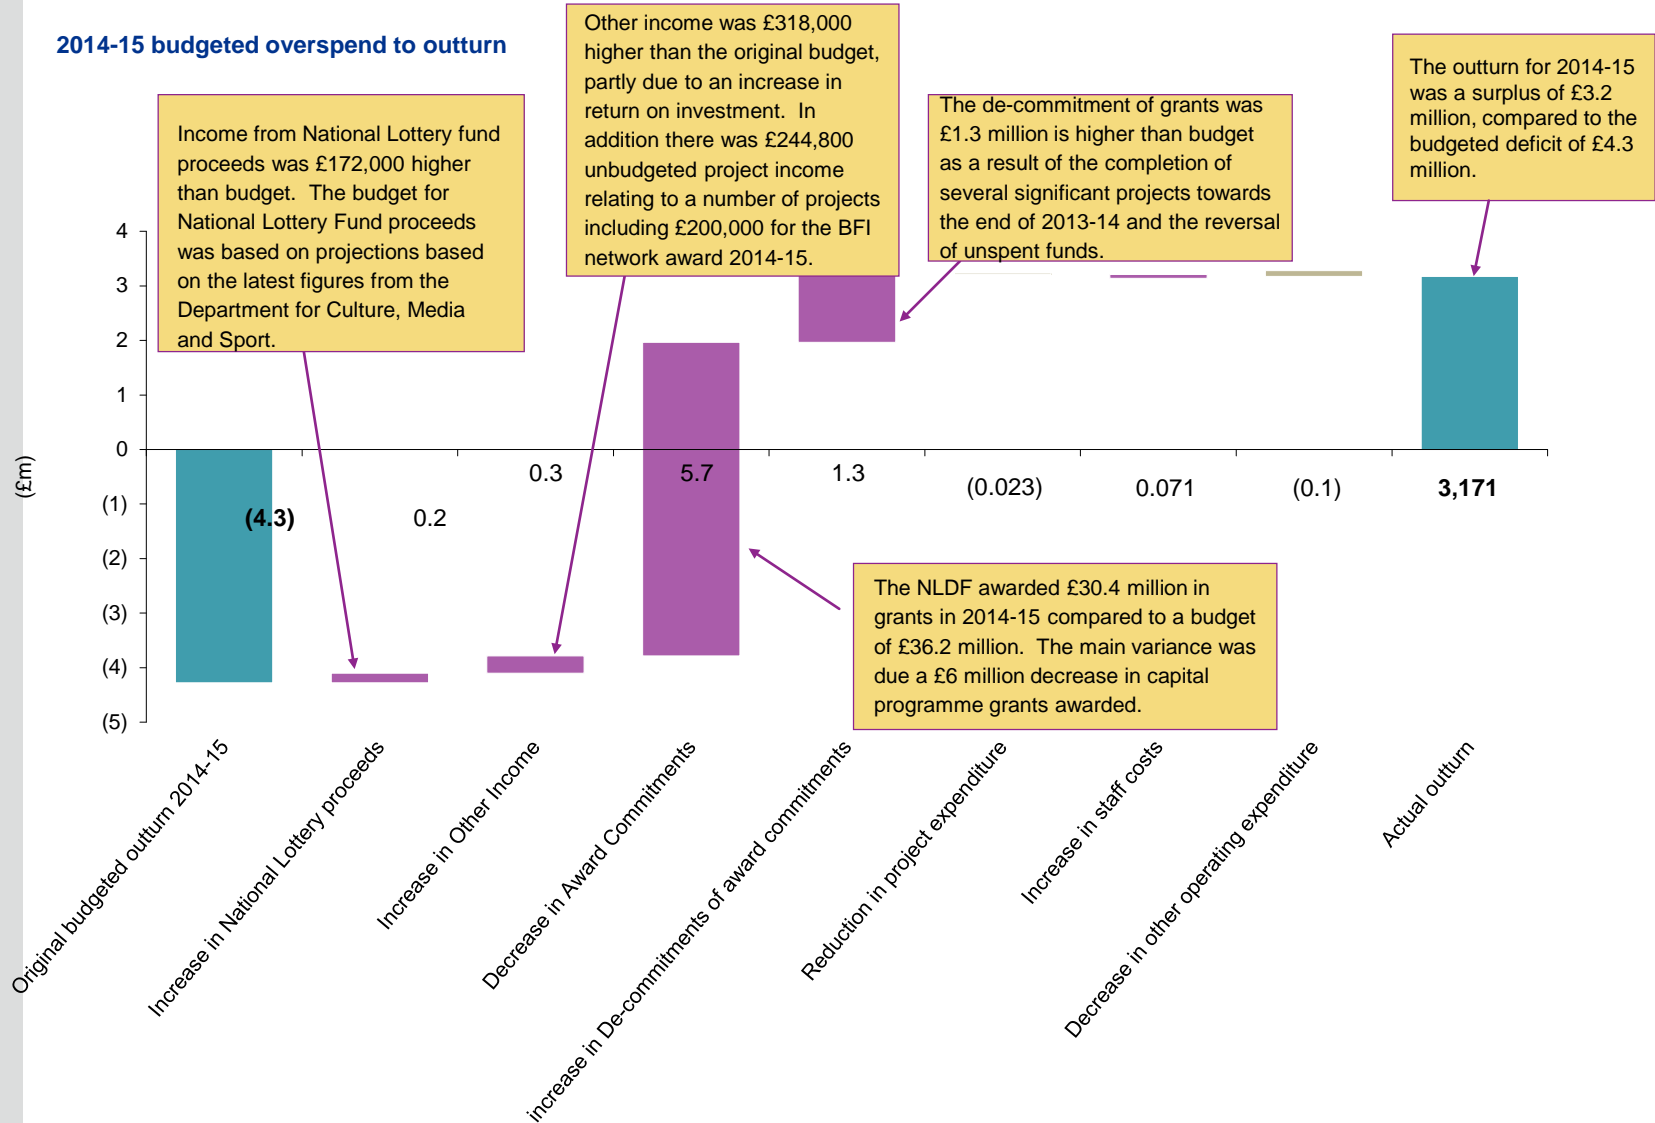 2014-15 budgeted overspend to outturn
Income from National Lottery fund
proceeds was £172,000 higher
than budget.  The budget for
National Lottery Fund proceeds
was based on projections based
on the latest figures from the
Department for Culture, Media
and Sport.
Other income was £318,000
higher than the original budget,
partly due to an increase in
return on investment.  In
addition there was £244,800
unbudgeted project income
relating to a number of projects
including £200,000 for the BFI
network award 2014-15.
The de-commitment of grants was
£1.3 million is higher than budget
as a result of the completion of
several significant projects towards
the end of 2013-14 and the reversal
of unspent funds.
The outturn for 2014-15
was a surplus of £3.2
million, compared to the
budgeted deficit of £4.3
million.
4
3
2
1
0
(1)
(2)
(3)
(4)
(5)
(£m)
(4.3)
0.2
0.3
5.7
1.3
(0.023)
0.071
(0.1)
3,171
The NLDF awarded £30.4 million in
grants in 2014-15 compared to a budget
of £36.2 million.  The main variance was
due a £6 million decrease in capital
programme grants awarded.
Original budgeted outturn 2014-15
Increase in National Lottery proceeds
Increase in Other Income
Decrease in Award Commitments
increase in De-commitments of award commitments
Reduction in project expenditure
Increase in staff costs
Decrease in other operating expenditure
Actual outturn